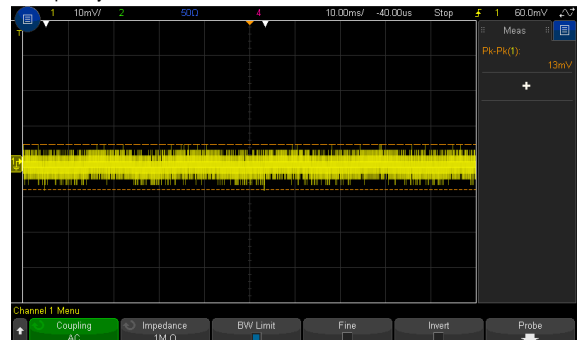 1 10mV/ 2 50Ω 4 10.00ms/ -40.00us Stop 1 60.0mV
T
Meas
Pk-Pk(1):
13mV
+
1
Channel 1 Menu
Coupling Impedance BW Limit Fine Invert Probe
AC 1M Ω